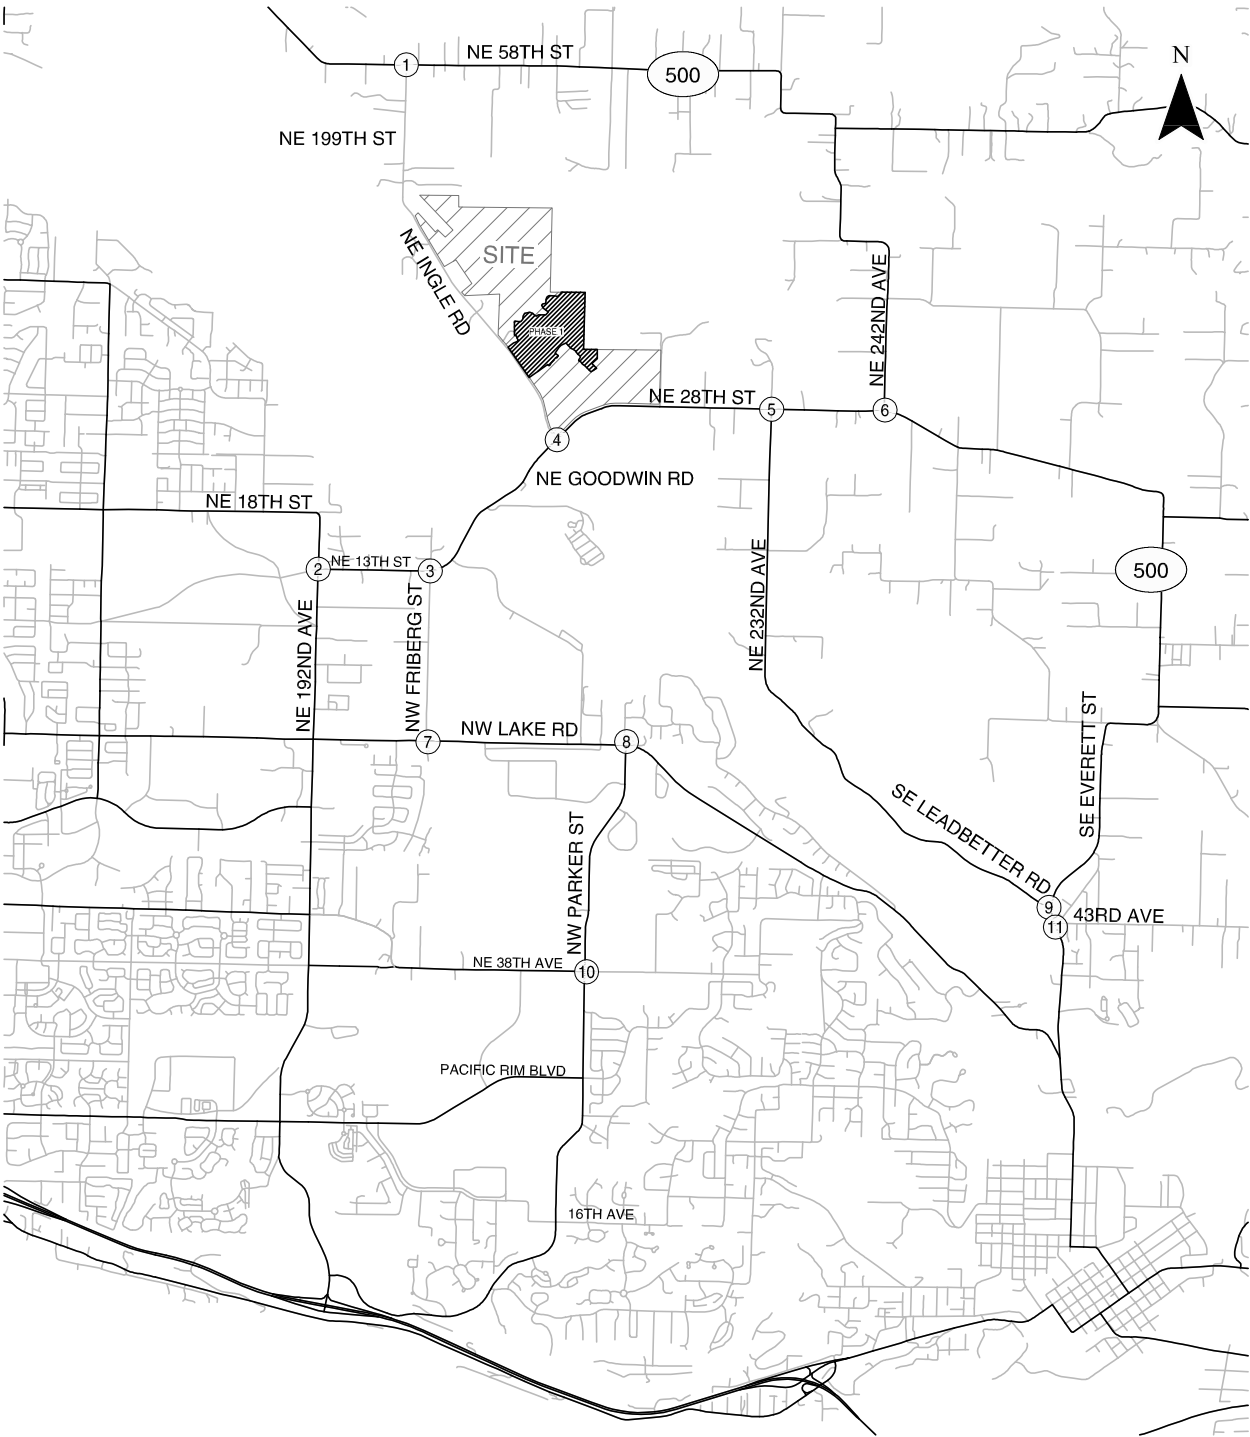 NE 58TH ST
500
N
1
NE 199TH ST
SITE
NE INGLE RD
PHASE 1
NE 242ND AVE
NE 28TH ST
5
6
4
NE GOODWIN RD
NE 18TH ST
2
NE 13TH ST
3
500
NE 192ND AVE
NW FRIBERG ST
NE 232ND AVE
7
NW LAKE RD
8
SE EVERETT ST
SE LEADBETTER RD
NW PARKER ST
9
43RD AVE
11
NE 38TH AVE
10
PACIFIC RIM BLVD
16TH AVE